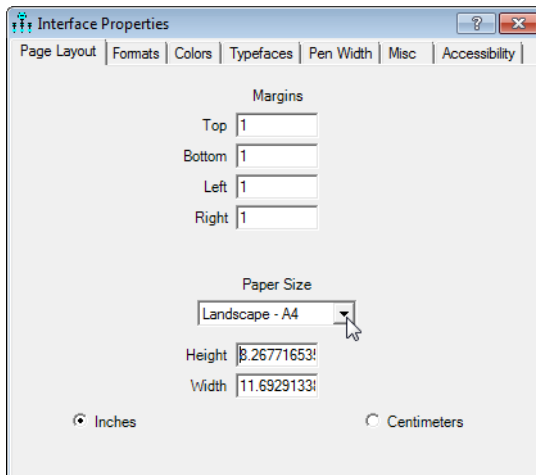 Interface Properties
Page Layout Formats Colors Typefaces Pen Width Misc Accessibility
Margins
Top 1
Bottom 1
Left 1
Right 1
Paper Size
Landscape - A4
Height 8.267716535
Width 11.69291338
Inches Centimeters